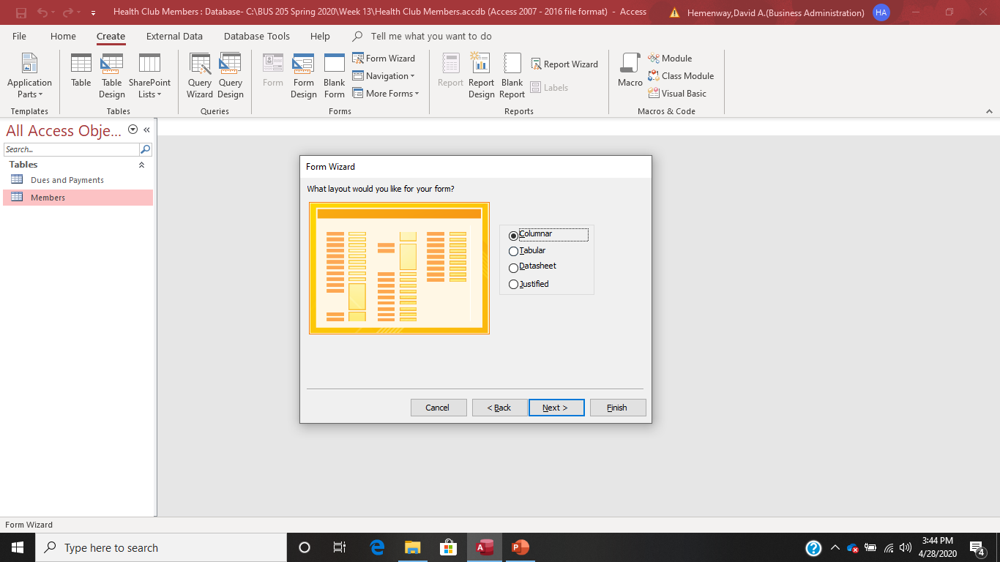 Health Club Members : Database- C:\BUS 205 Spring 2020\Week 13\Health Club Members.accdb (Access 2007 - 2016 file format) - Access
Hemenway,David A.(Business Administration)
HA
File Home Create External Data Database Tools Help Tell me what you want to do
Application Parts
Templates
Table
Table Design
SharePoint Lists
Tables
Query Wizard
Query Design
Queries
Form
Form Design
Blank Form
Form Wizard
Navigation
More Forms
Forms
Report
Report Design
Blank Report
Report Wizard
Labels
Reports
Macro
Module
Class Module
Visual Basic
Macros & Code
All Access Obje...
Search...
Tables
Dues and Payments
Members
Form Wizard
What layout would you like for your form?
Columnar
Tabular
Datasheet
Justified
Cancel < Back Next > Finish
Form Wizard
Type here to search
3:44 PM
4/28/2020
4